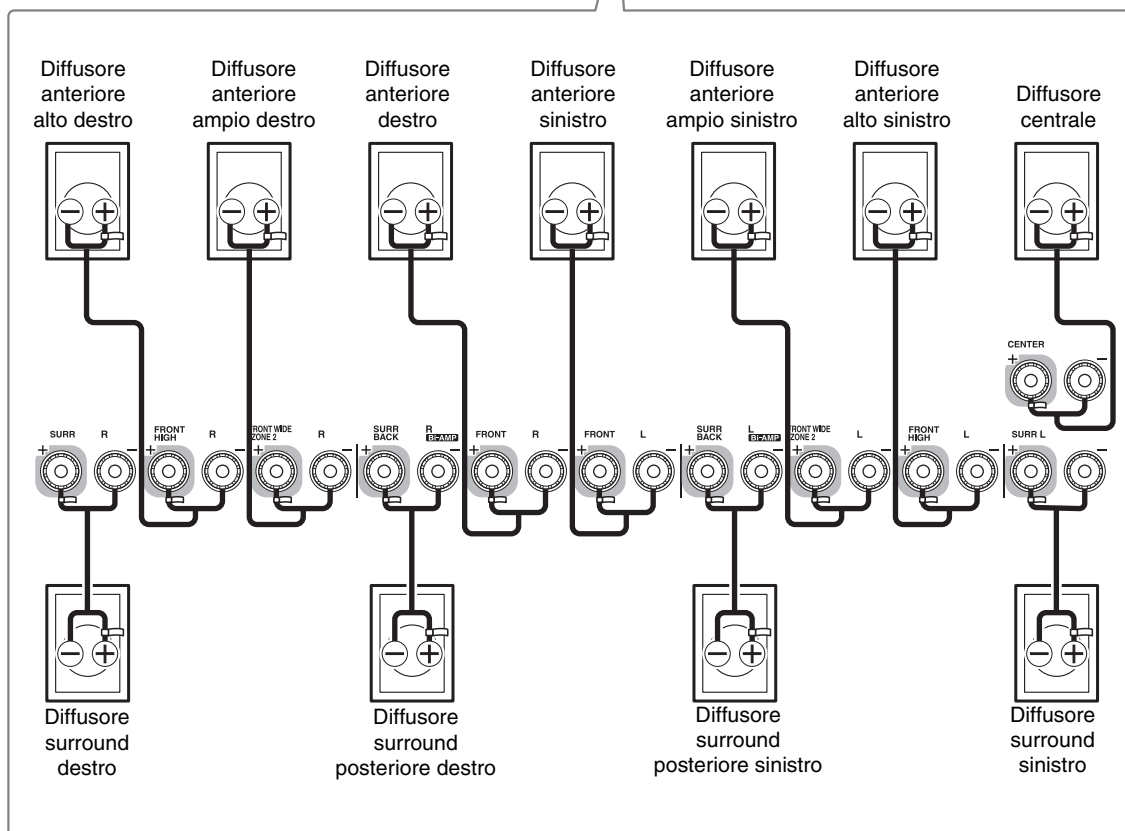 Diffusore
anteriore
alto destro
Diffusore
anteriore
ampio destro
Diffusore
anteriore
destro
Diffusore
anteriore
sinistro
Diffusore
anteriore
ampio sinistro
Diffusore
anteriore
alto sinistro
Diffusore
centrale
CENTER
+ −
SURR R
+ −
FRONT
HIGH R
+ −
FRONT WIDE
ZONE 2 R
+ −
SURR R
BACK BI-AMP
+ −
FRONT R
+ −
FRONT L
+ −
SURR L
BACK BI-AMP
+ −
FRONT WIDE
ZONE 2 L
+ −
FRONT
HIGH L
+ −
SURR L
+ −
Diffusore
surround
destro
Diffusore
surround
posteriore destro
Diffusore
surround
posteriore sinistro
Diffusore
surround
sinistro